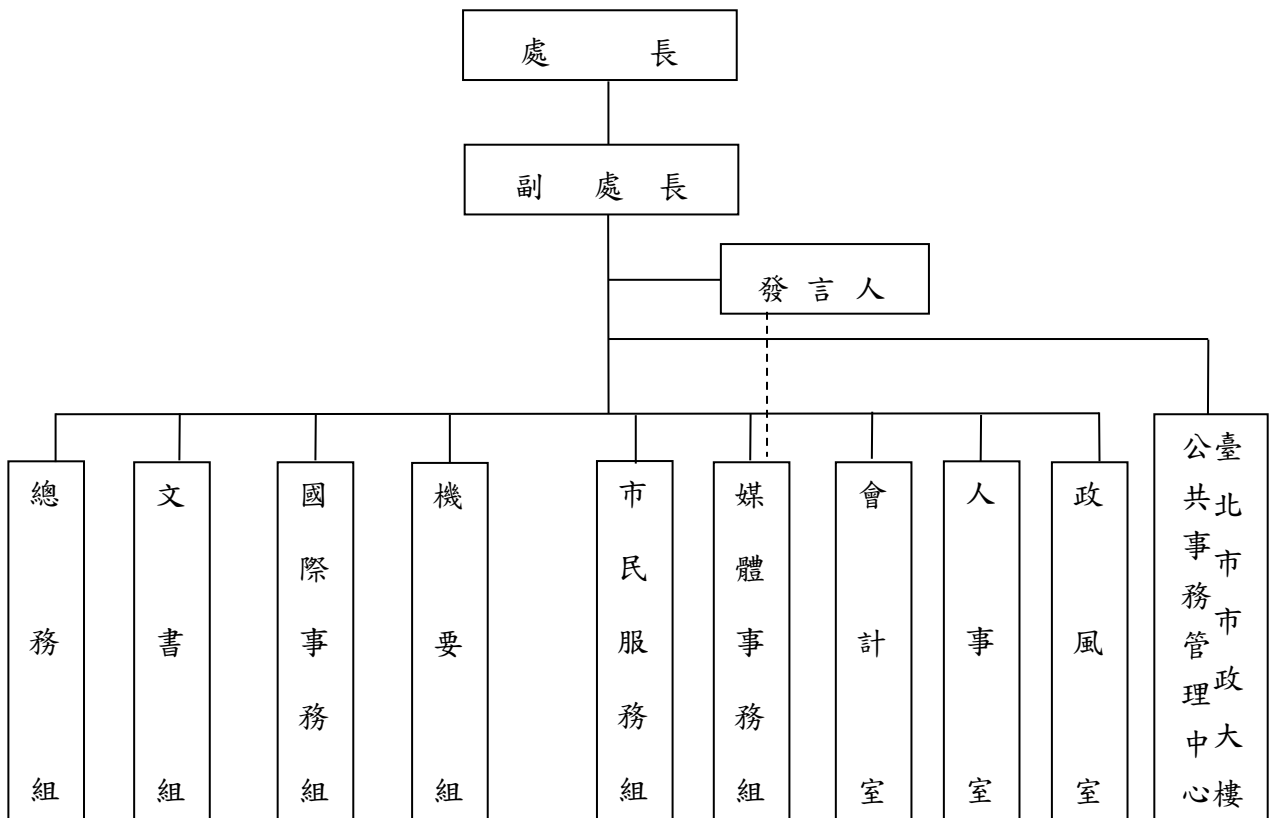 處長
副處長
發言人
總務組
文書組
國際事務組
機要組
市民服務組
媒體事務組
會計室
人事室
政風室
臺北市市政大樓
公共事務管理中心